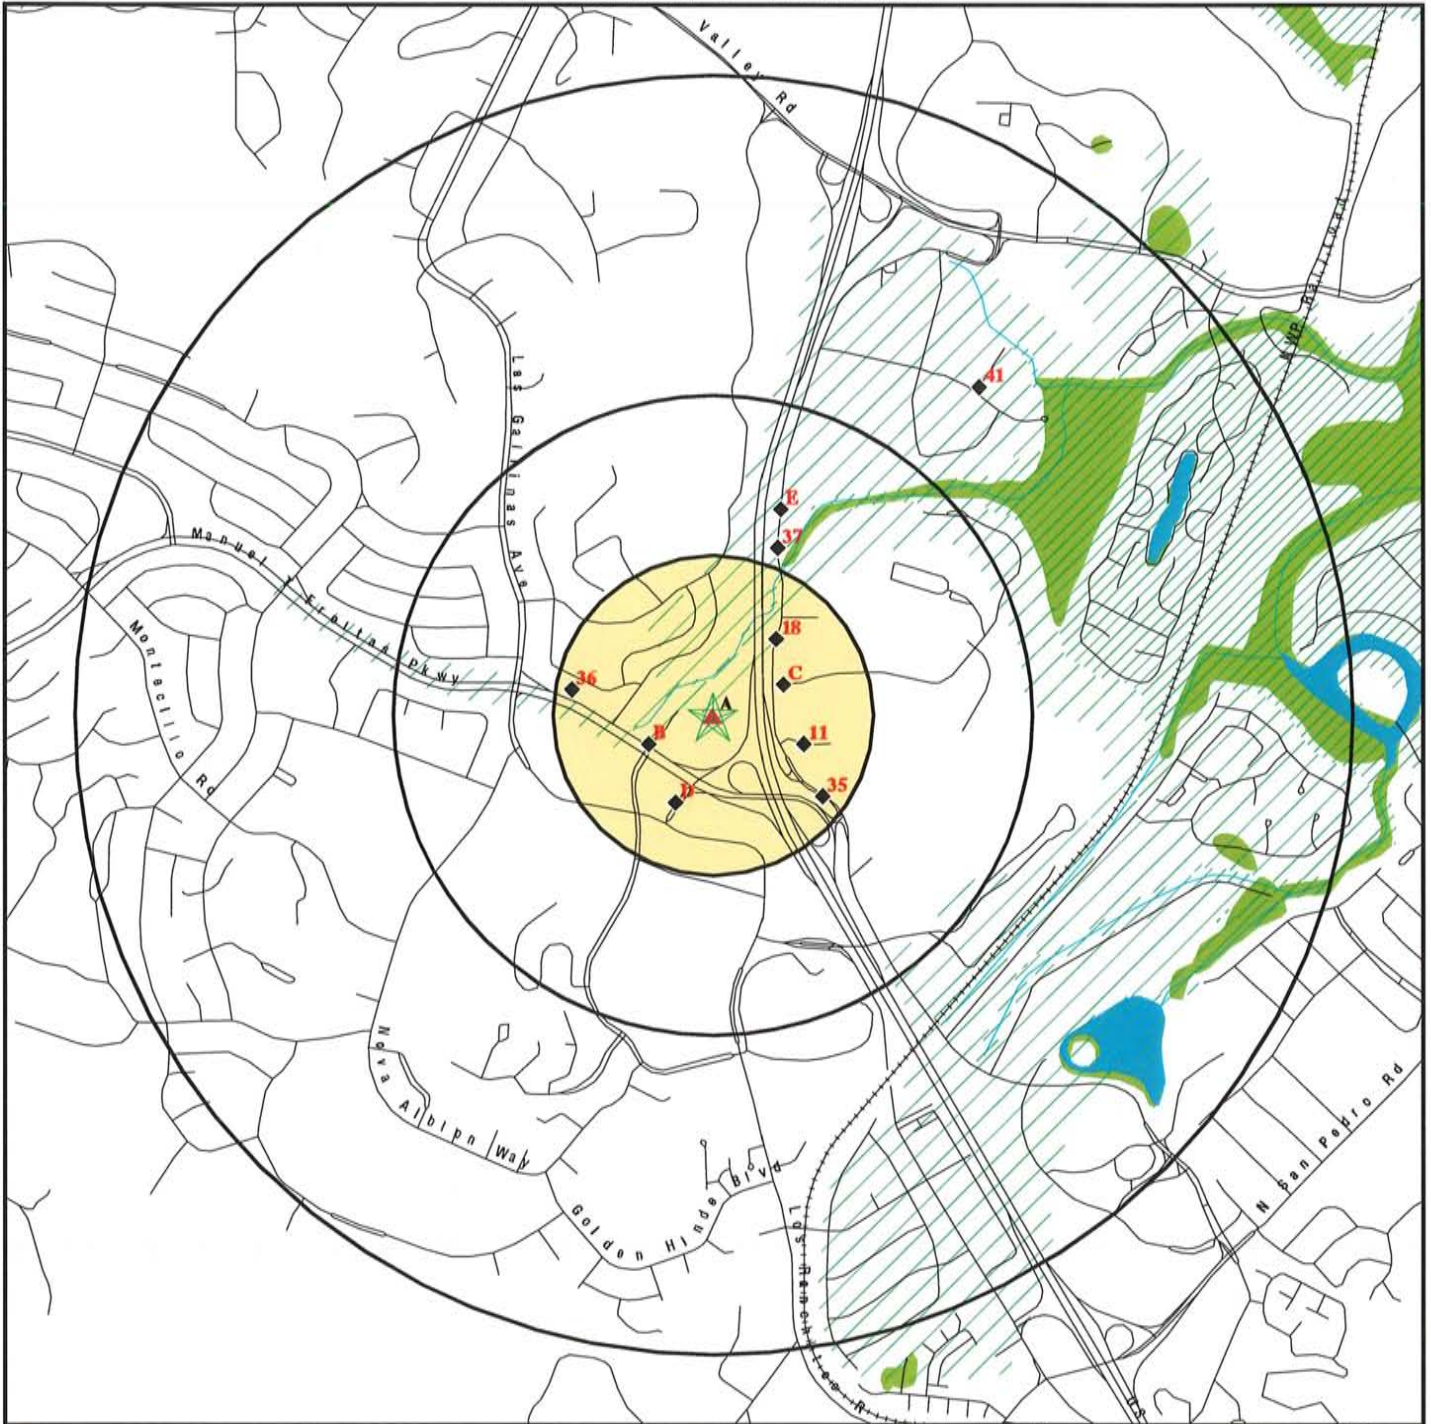 Valley Rd
NWP Railroad
Las Gallinas Ave
41
E
37
Manuel T Freitas Pkwy
18
Montecillo Rd
36
C
A
B
11
D
35
Nova Albion Way
N San Pedro Rd
Golden Hinde Blvd
Los Ranchitos R
US